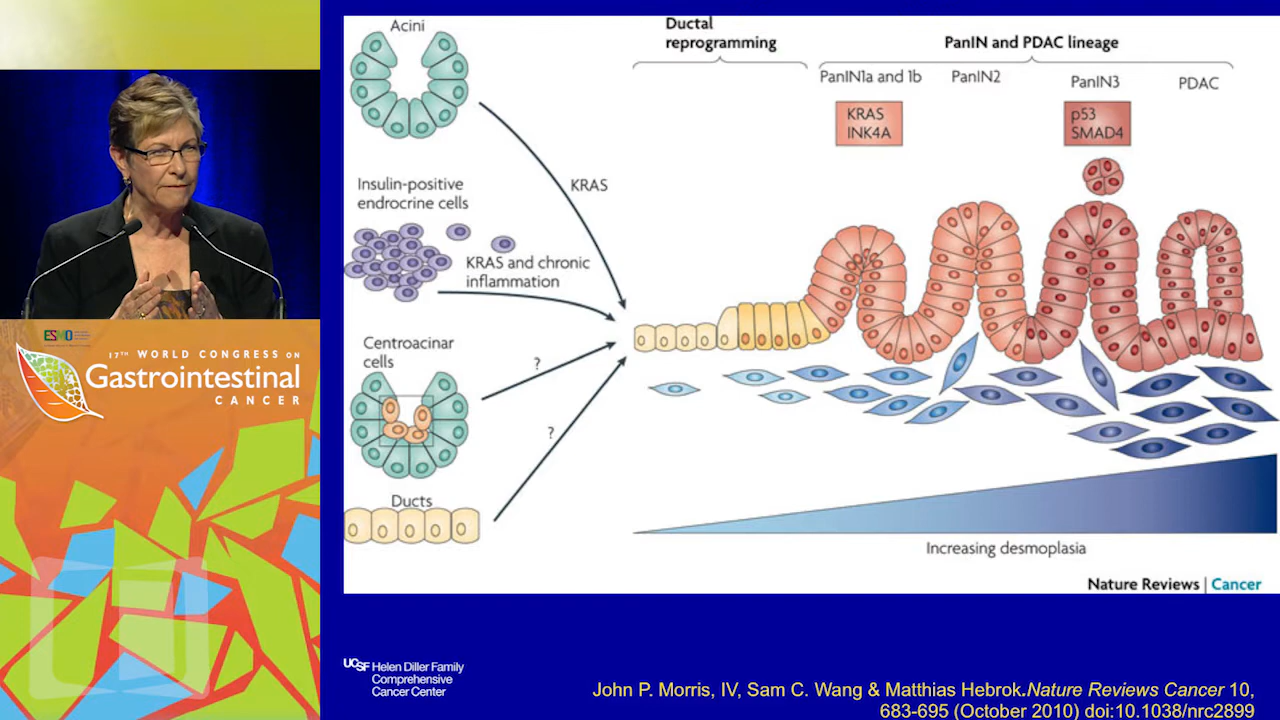 ESMO
17TH WORLD CONGRESS ON
Gastrointestinal
CANCER
Acini
Insulin-positive
endocrine cells
Centroacinar
cells
Ducts
KRAS
KRAS and chronic
inflammation
?
?
Ductal
reprogramming
PanIN and PDAC lineage
PanIN1a and 1b
PanIN2
PanIN3
PDAC
KRAS
INK4A
p53
SMAD4
Increasing desmoplasia
Nature Reviews | Cancer
UCSF Helen Diller Family
Comprehensive
Cancer Center
John P. Morris, IV, Sam C. Wang & Matthias Hebrok.Nature Reviews Cancer 10,
683-695 (October 2010) doi:10.1038/nrc2899